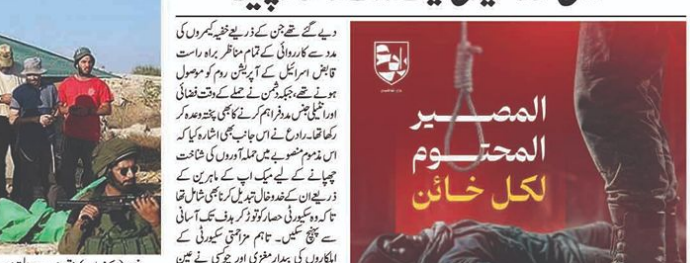 دیے گئے تھے جن کے ذریعے خفیہ کیمروں کی
مدد سے کارروائی کے تمام مناظر براہ راست
قابض اسرائیل کے آپریشن روم کو موصول
ہونے تھے، جبکہ دشمن نے حملے کے وقت فضائی
اور انٹیلی جنس مدد فراہم کرنے کا بھی پختہ وعدہ کر
رکھا تھا۔ رادع نے اس جانب بھی اشارہ کیا کہ
اس مذموم منصوبے میں حملہ آوروں کی شناخت
چھپانے کے لیے میک اپ کے ماہرین کے
ذریعے ان کے خدوخال تبدیل کرنا بھی شامل تھا
تاکہ وہ سکیورٹی حصار کو توڑ کر ہدف تک آسانی
سے پہنچ سکیں۔ تاہم مزاحمتی سکیورٹی کے
اہلکاروں کی بیدار مغزی اور چوکسی نے عین
رادع
المصير
المحتوم
لكل خائن